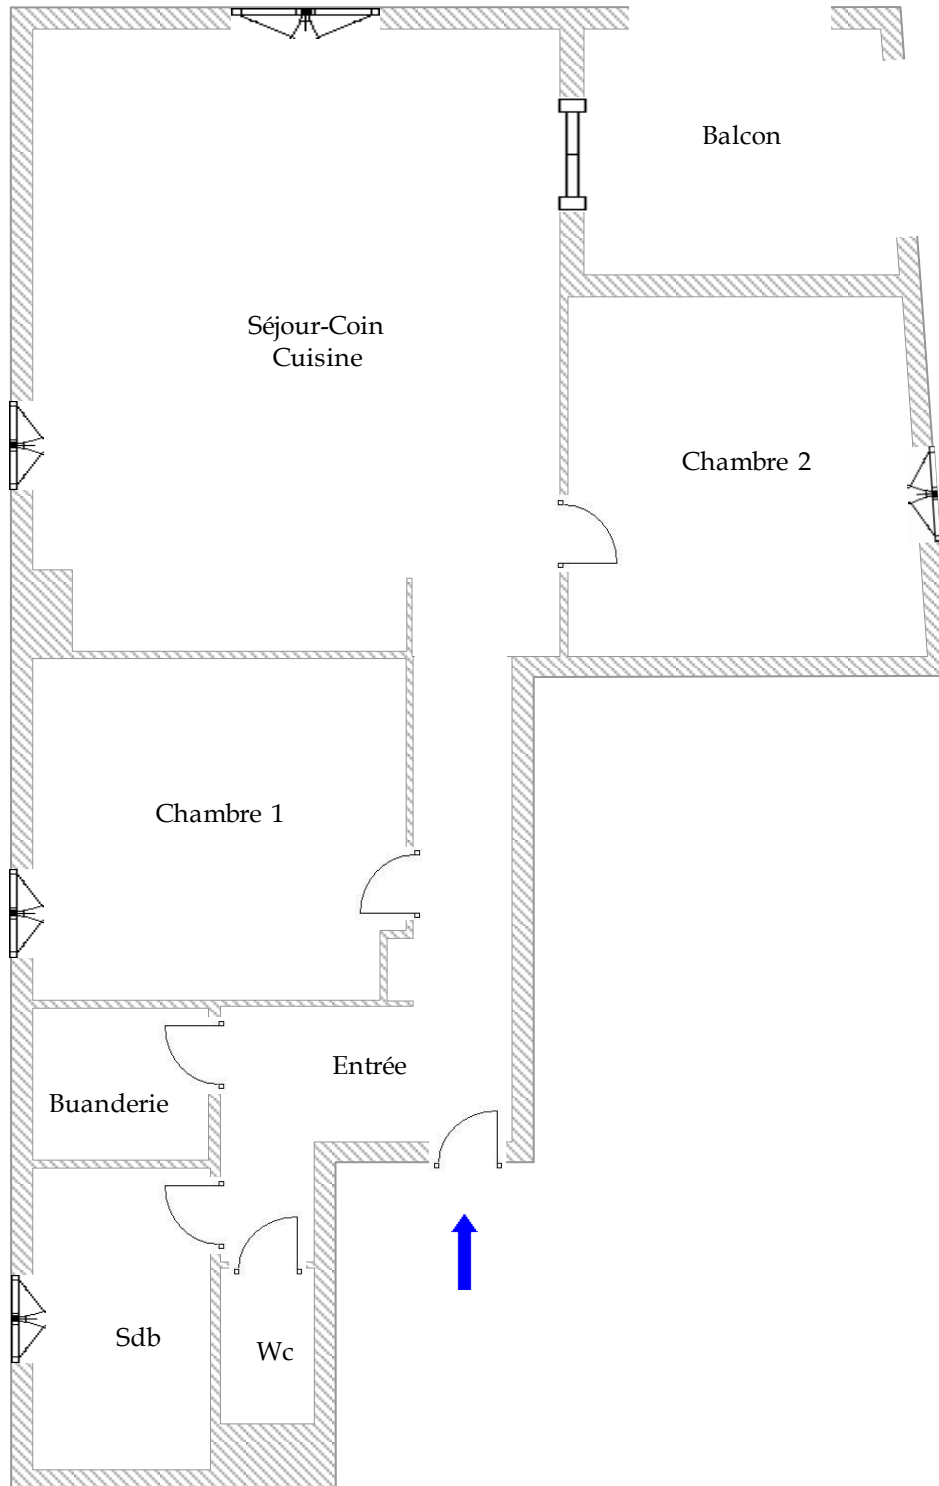 Balcon
Séjour-Coin
Cuisine
Chambre 2
Chambre 1
Entrée
Buanderie
Sdb
Wc